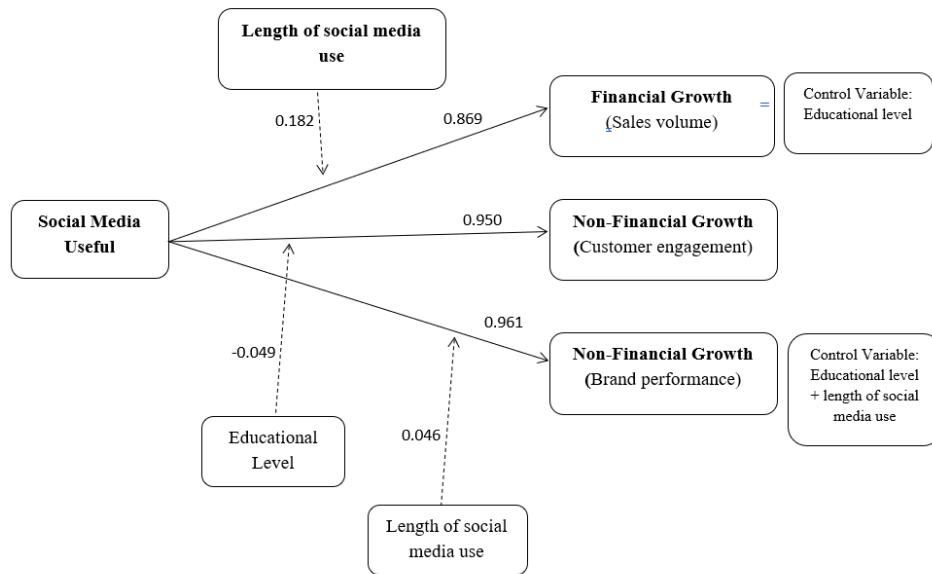 Length of social media
use
0.182
0.869
Financial Growth
(Sales volume)
=
Control Variable:
Educational level
Social Media
Useful
0.950
Non-Financial Growth
(Customer engagement)
-0.049
0.961
Non-Financial Growth
(Brand performance)
Control Variable:
Educational level
+ length of social
media use
Educational
Level
0.046
Length of social
media use